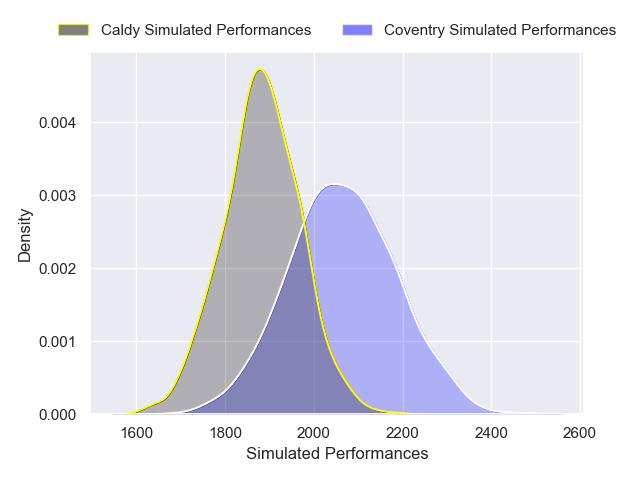 Caldy Simulated Performances Coventry Simulated Performances
0.004
0.003
0.002
0.001
0.000
Density
1600 1800 2000 2200 2400 2600
Simulated Performances